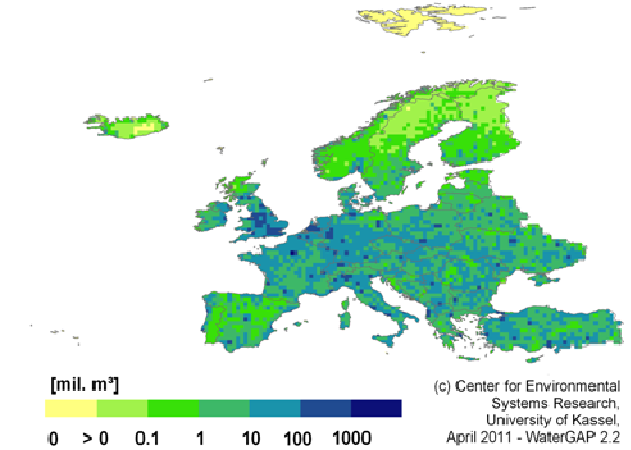 [mil. m³]
0 > 0 0.1 1 10 100 1000
(c) Center for Environmental
Systems Research,
University of Kassel,
April 2011 - WaterGAP 2.2